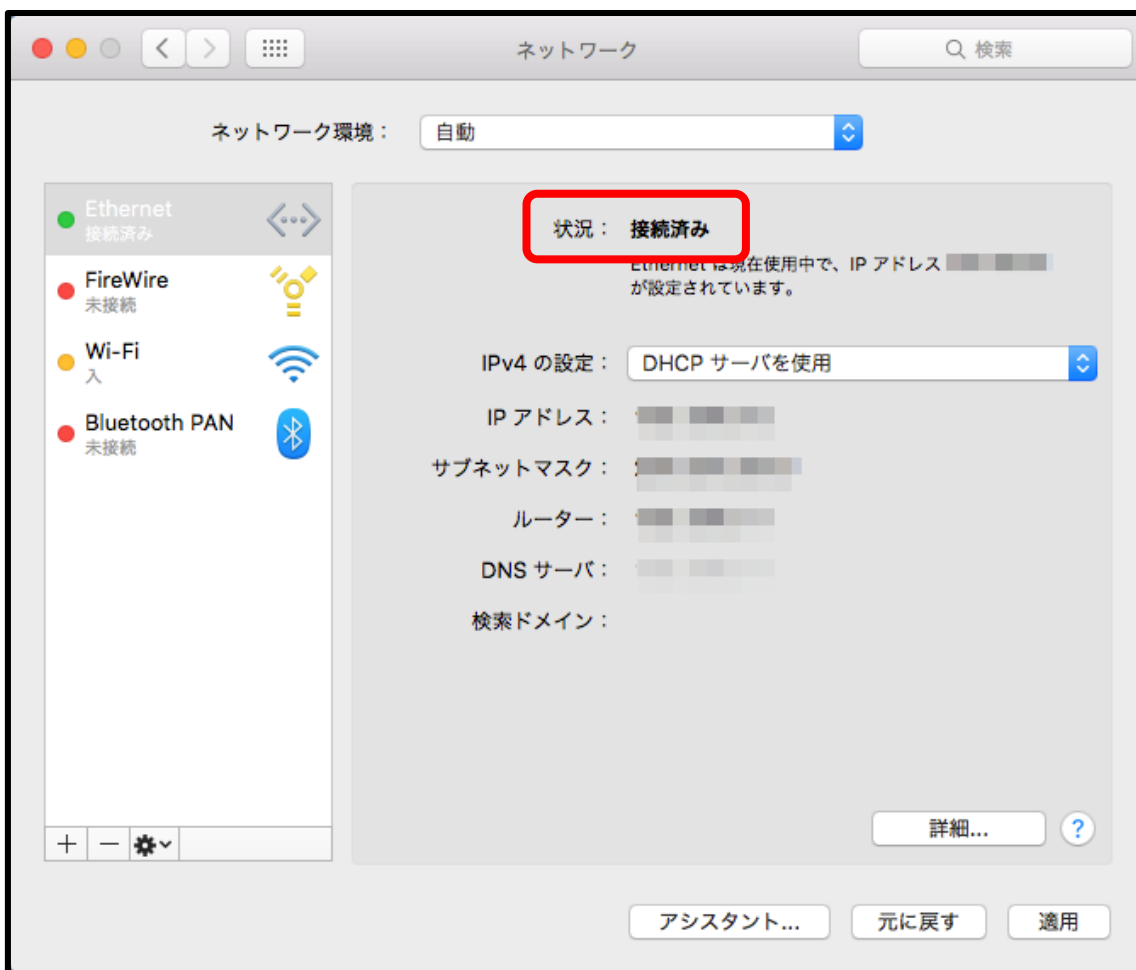 ネットワーク
検索
ネットワーク環境：
自動
Ethernet
接続済み
FireWire
未接続
Wi-Fi
入
Bluetooth PAN
未接続
状況： 接続済み
Ethernet は現在使用中で、IP アドレス
が設定されています。
IPv4 の設定： DHCP サーバを使用
IP アドレス：
サブネットマスク：
ルーター：
DNS サーバ：
検索ドメイン：
詳細...
?
アシスタント...
元に戻す
適用